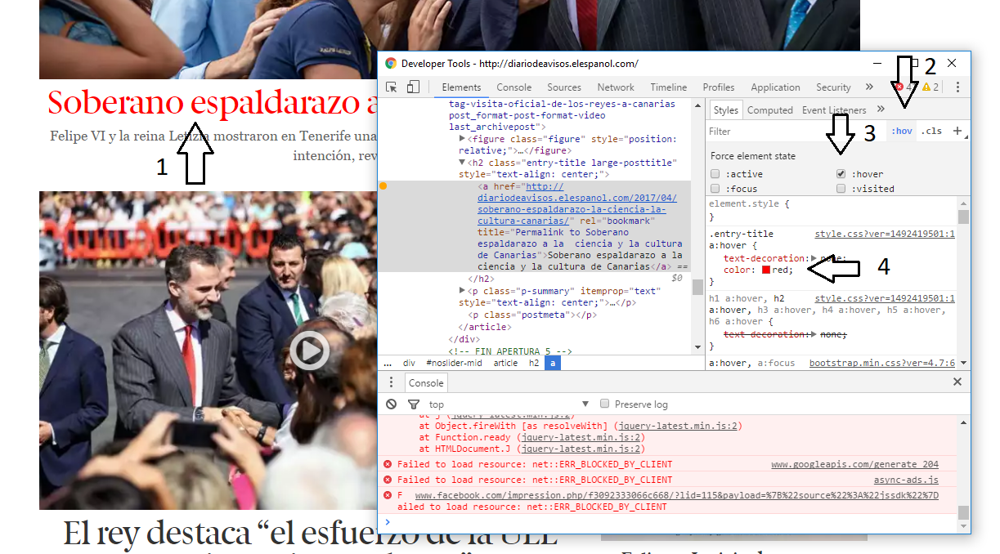 RALPH LAUREN
Soberano espaldarazo a
Felipe VI y la reina Letizia mostraron en Tenerife una
intención, rev
1
El rey destaca “el esfuerzo de la ULL
Developer Tools - http://diariodeavisos.elespanol.com/
2
Elements Console Sources Network Timeline Profiles Application Security » 4 2
tag-visita-oficial-de-los-reyes-a-canarias
post_format-post-format-video
last_archivepost">
<figure class="figure" style="position:
relative;">…</figure>
<h2 class="entry-title large-posttitle"
style="text-align: center;">
<a href="http://
diariodeavisos.elespanol.com/2017/04/
soberano-espaldarazo-la-ciencia-la-
cultura-canarias/" rel="bookmark"
title="Permalink to Soberano
espaldarazo a la  ciencia y la cultura
de Canarias">Soberano espaldarazo a la
ciencia y la cultura de Canarias</a> ==
$0
</h2>
<p class="p-summary" itemprop="text"
style="text-align: center;">…</p>
<p class="postmeta"></p>
</article>
</div>
<!-- FIN APERTURA 5 -->
... div #noslider-mid article h2 a
Styles Computed Event Listeners »
Filter 3 :hov .cls +
Force element state
:active :hover
:focus :visited
element.style {
}
.entry-title style.css?ver=1492419501:1
a:hover {
text-decoration: none;
color: red; 4
}
h1 a:hover, h2 style.css?ver=1492419501:1
a:hover, h3 a:hover, h4 a:hover, h5 a:hover,
h6 a:hover {
text-decoration: none;
}
a:hover, a:focus bootstrap.min.css?ver=4.7:6
Console
top Preserve log
at j (jquery-latest.min.js:2)
at Object.fireWith [as resolveWith] (jquery-latest.min.js:2)
at Function.ready (jquery-latest.min.js:2)
at HTMLDocument.J (jquery-latest.min.js:2)
Failed to load resource: net::ERR_BLOCKED_BY_CLIENT www.googleapis.com/generate_204
Failed to load resource: net::ERR_BLOCKED_BY_CLIENT async-ads.js
F www.facebook.com/impression.php/f3092333066c668/?lid=115&payload=%7B%22source%22%3A%22jssdk%22%7D
ailed to load resource: net::ERR_BLOCKED_BY_CLIENT
>